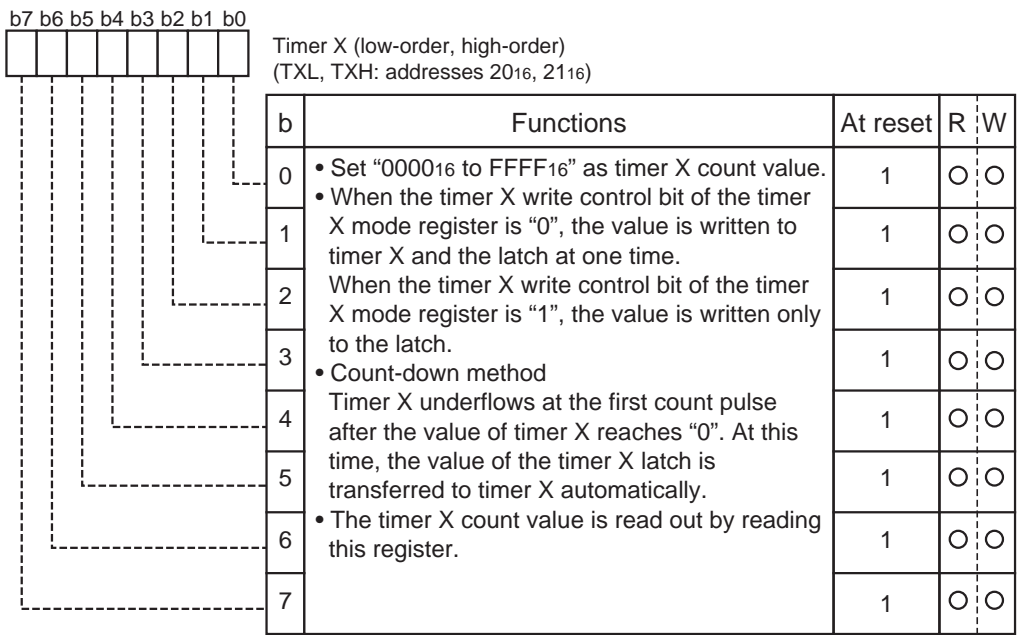 b7 b6 b5 b4 b3 b2 b1 b0
Timer X (low-order, high-order)
(TXL, TXH: addresses 2016, 2116)
b Functions At reset R W
0 • Set “000016 to FFFF16” as timer X count value. 1 O O
• When the timer X write control bit of the timer
1 X mode register is “0”, the value is written to 1 O O
timer X and the latch at one time.
2 When the timer X write control bit of the timer 1 O O
X mode register is “1”, the value is written only
3 to the latch. 1 O O
• Count-down method
4 Timer X underflows at the first count pulse 1 O O
after the value of timer X reaches “0”. At this
5 time, the value of the timer X latch is 1 O O
transferred to timer X automatically.
6 • The timer X count value is read out by reading 1 O O
this register.
7 1 O O